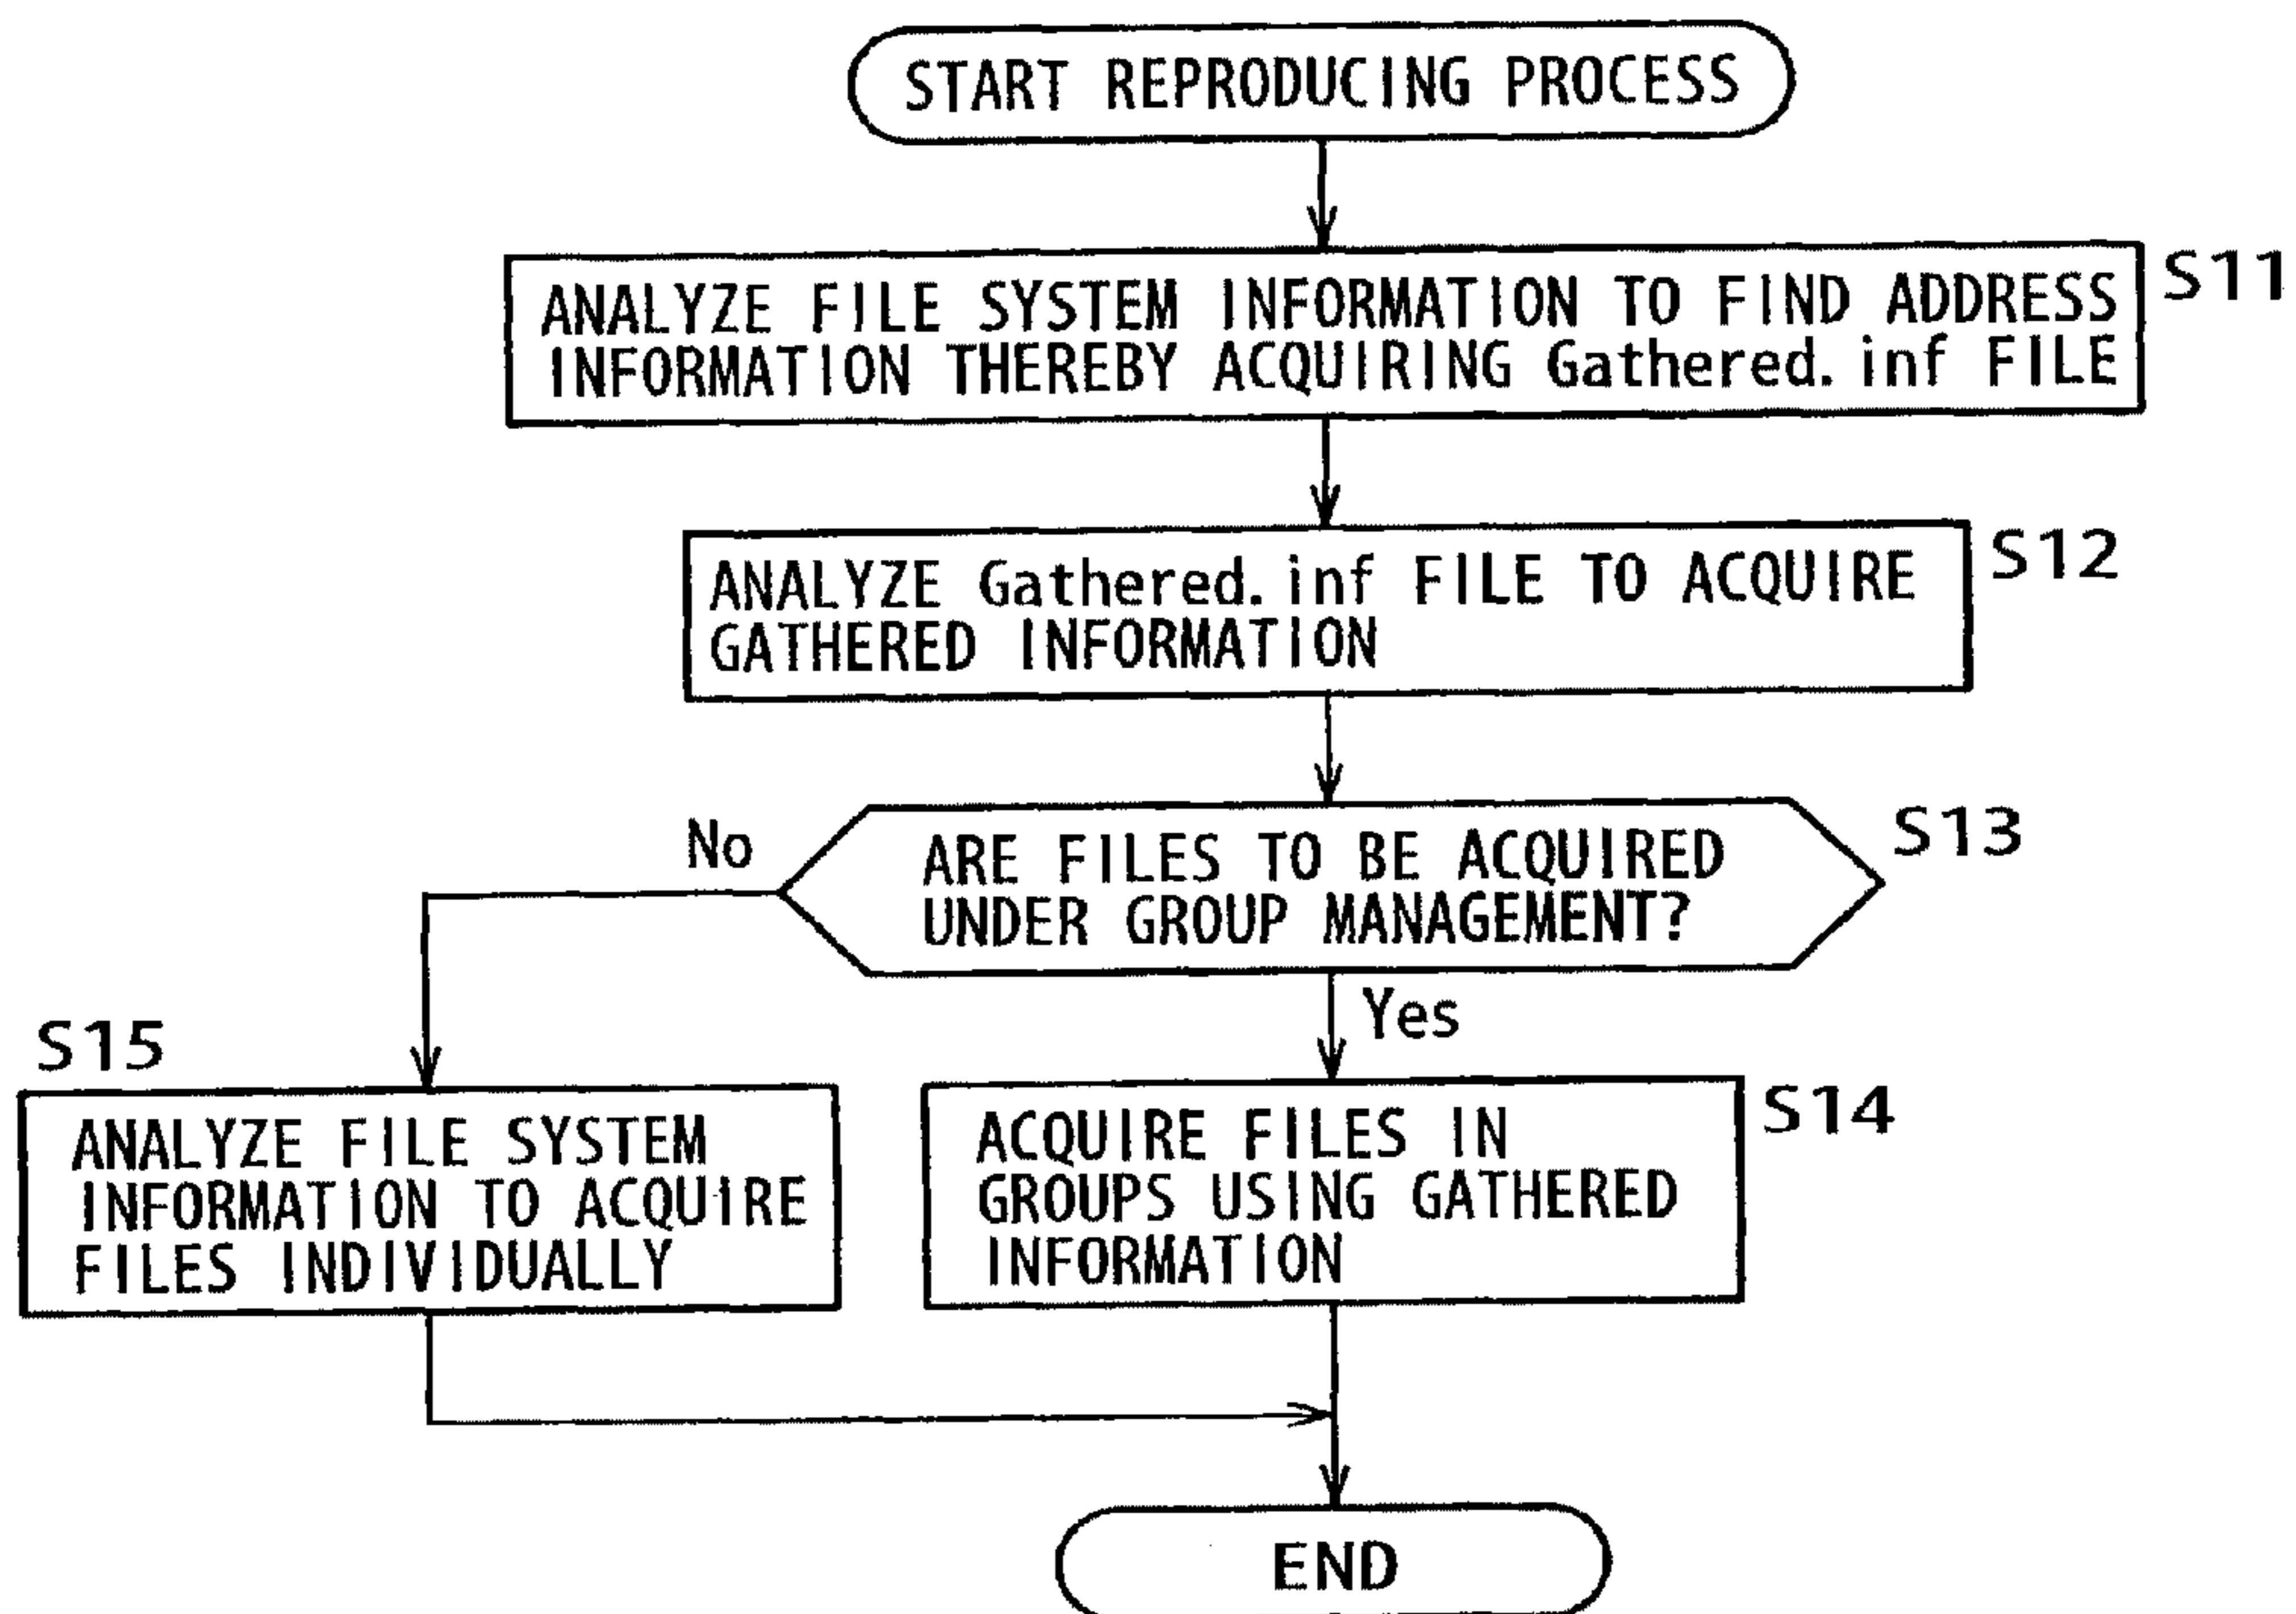 START REPRODUCING PROCESS
S11
ANALYZE FILE SYSTEM INFORMATION TO FIND ADDRESS
INFORMATION THEREBY ACQUIRING Gathered.inf FILE
S12
ANALYZE Gathered.inf FILE TO ACQUIRE
GATHERED INFORMATION
S13
No
ARE FILES TO BE ACQUIRED
UNDER GROUP MANAGEMENT?
Yes
S15
ANALYZE FILE SYSTEM
INFORMATION TO ACQUIRE
FILES INDIVIDUALLY
S14
ACQUIRE FILES IN
GROUPS USING GATHERED
INFORMATION
END